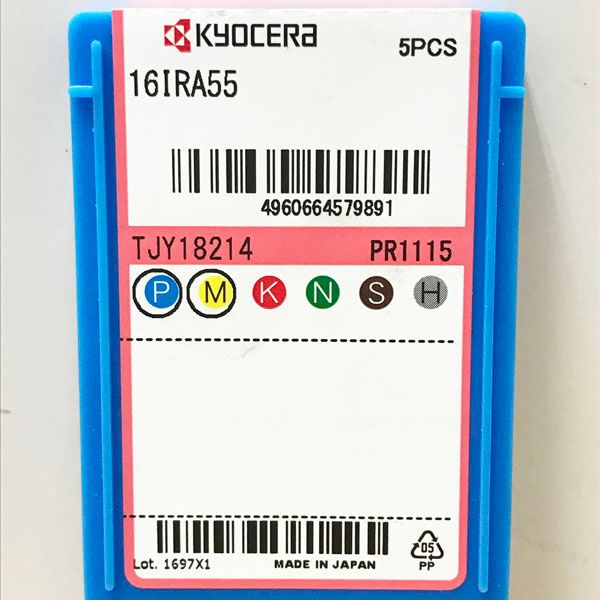 KYOCERA
5PCS
16IRA55
4960664579891
TJY18214 PR1115
P M K N S H
Lot. 1697X1 MADE IN JAPAN
05
PP